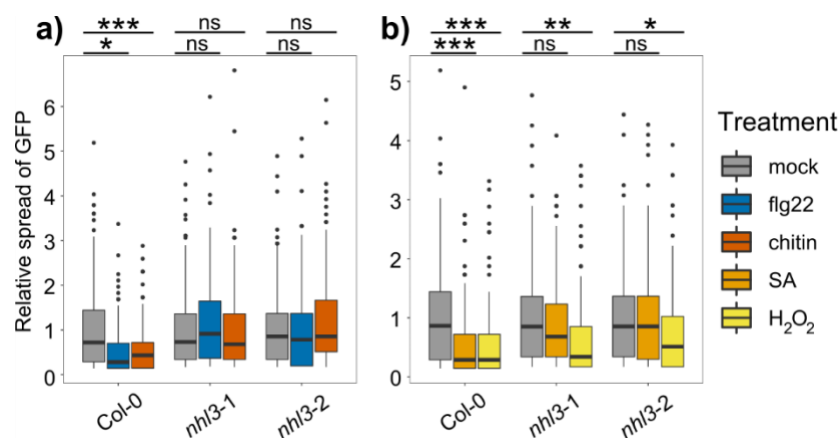 a) *** ns ns
* ns ns
b) *** ** *
*** ns ns
Relative spread of GFP
6
5
4
3
2
1
0
Col-0 nhl3-1 nhl3-2
5
4
3
2
1
0
Col-0 nhl3-1 nhl3-2
Treatment
mock
flg22
chitin
SA
H₂O₂